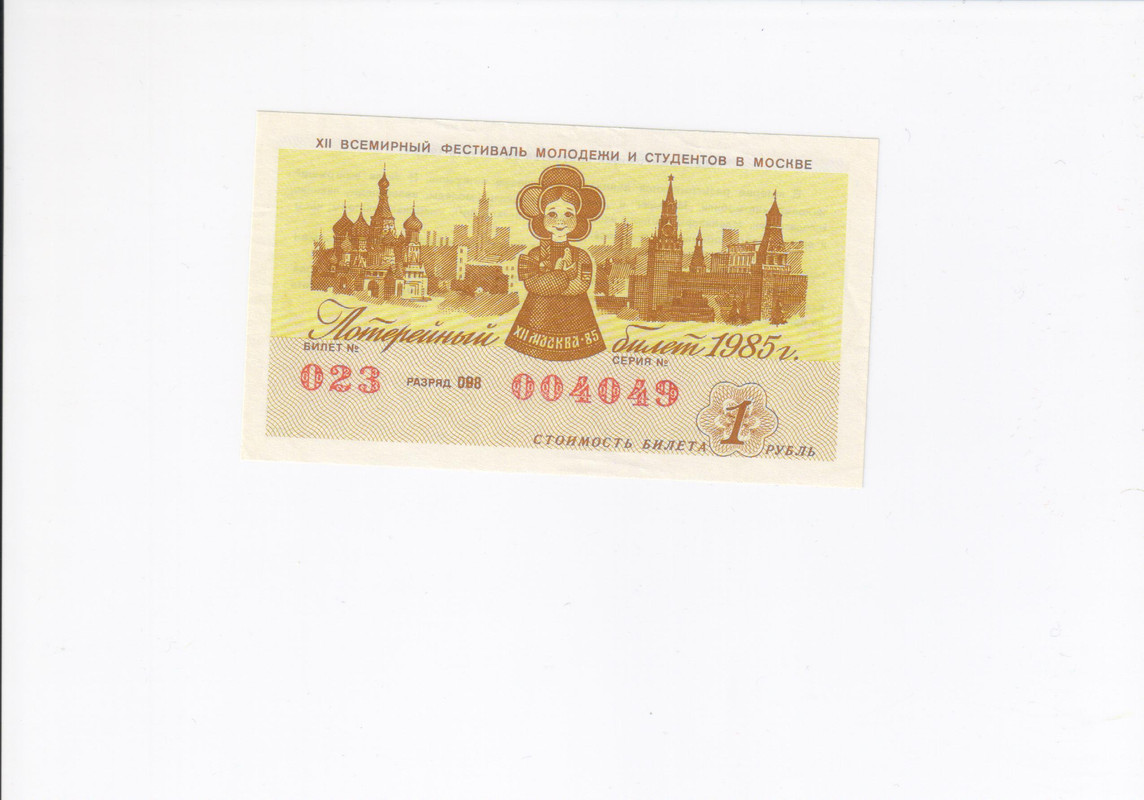 XII ВСЕМИРНЫЙ ФЕСТИВАЛЬ МОЛОДЕЖИ И СТУДЕНТОВ В МОСКВЕ
XII МОСКВА·85
Лотерейный билет 1985 г.
БИЛЕТ № СЕРИЯ №
023 РАЗРЯД 098 004049
СТОИМОСТЬ БИЛЕТА 1 РУБЛЬ